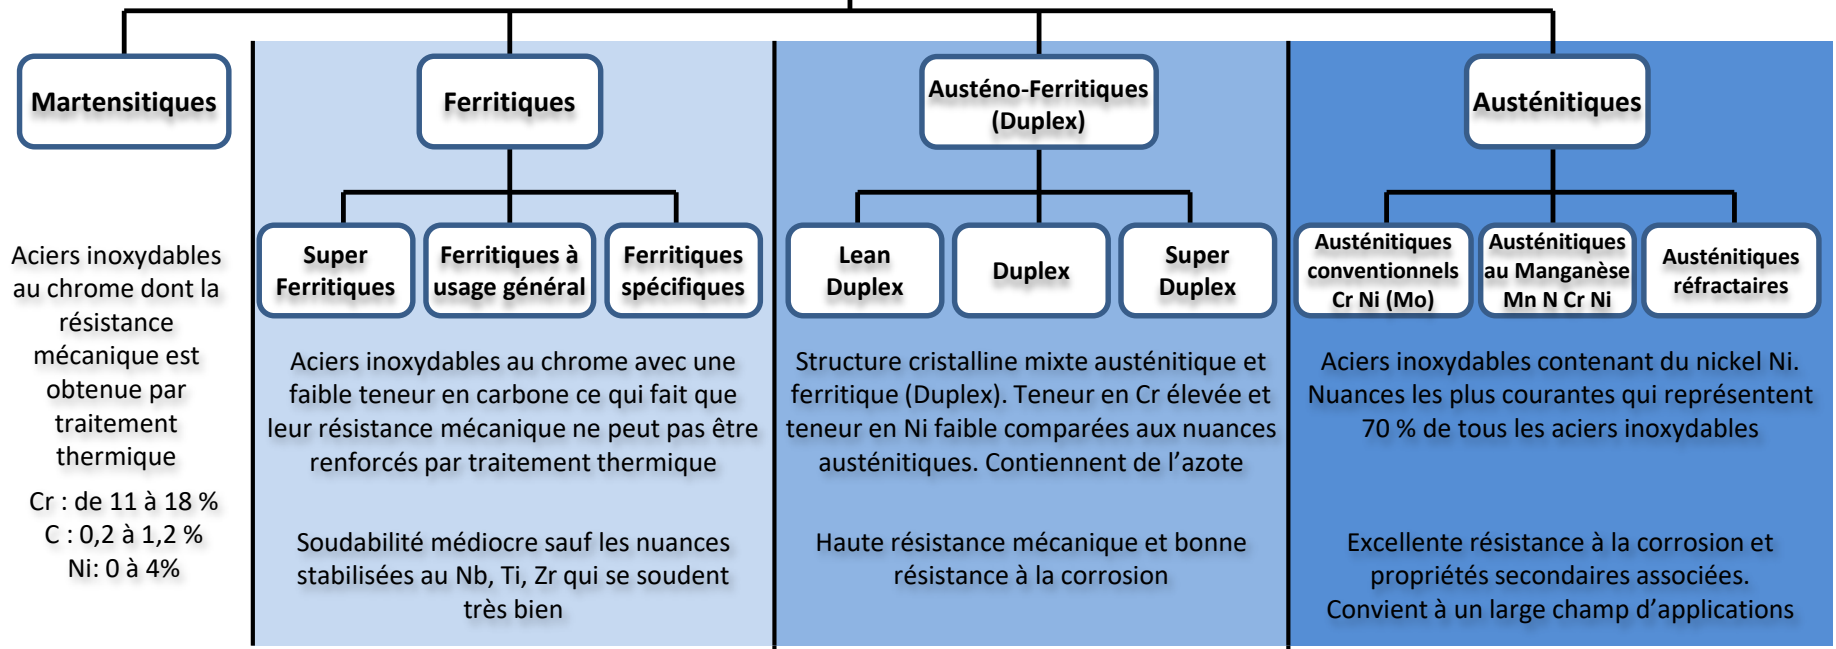 Martensitiques
Aciers inoxydables
au chrome dont la
résistance
mécanique est
obtenue par
traitement
thermique
Cr : de 11 à 18 %
C : 0,2 à 1,2 %
Ni: 0 à 4%
Ferritiques
Super
Ferritiques
Ferritiques à
usage général
Ferritiques
spécifiques
Aciers inoxydables au chrome avec une
faible teneur en carbone ce qui fait que
leur résistance mécanique ne peut pas être
renforcés par traitement thermique
Soudabilité médiocre sauf les nuances
stabilisées au Nb, Ti, Zr qui se soudent
très bien
Austéno-Ferritiques
(Duplex)
Lean
Duplex
Duplex
Super
Duplex
Structure cristalline mixte austénitique et
ferritique (Duplex). Teneur en Cr élevée et
teneur en Ni faible comparées aux nuances
austénitiques. Contiennent de l’azote
Haute résistance mécanique et bonne
résistance à la corrosion
Austénitiques
Austénitiques
conventionnels
Cr Ni (Mo)
Austénitiques
au Manganèse
Mn N Cr Ni
Austénitiques
réfractaires
Aciers inoxydables contenant du nickel Ni.
Nuances les plus courantes qui représentent
70 % de tous les aciers inoxydables
Excellente résistance à la corrosion et
propriétés secondaires associées.
Convient à un large champ d’applications